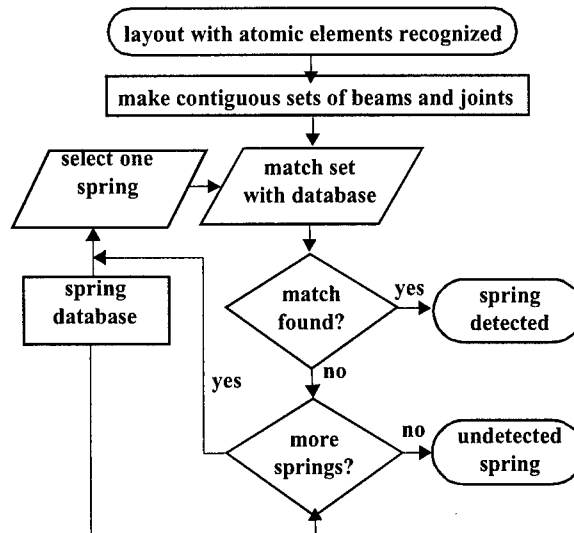 layout with atomic elements recognized
make contiguous sets of beams and joints
select one
spring
match set
with database
spring
database
match
found?
yes
spring
detected
no
yes
more
springs?
no
undetected
spring